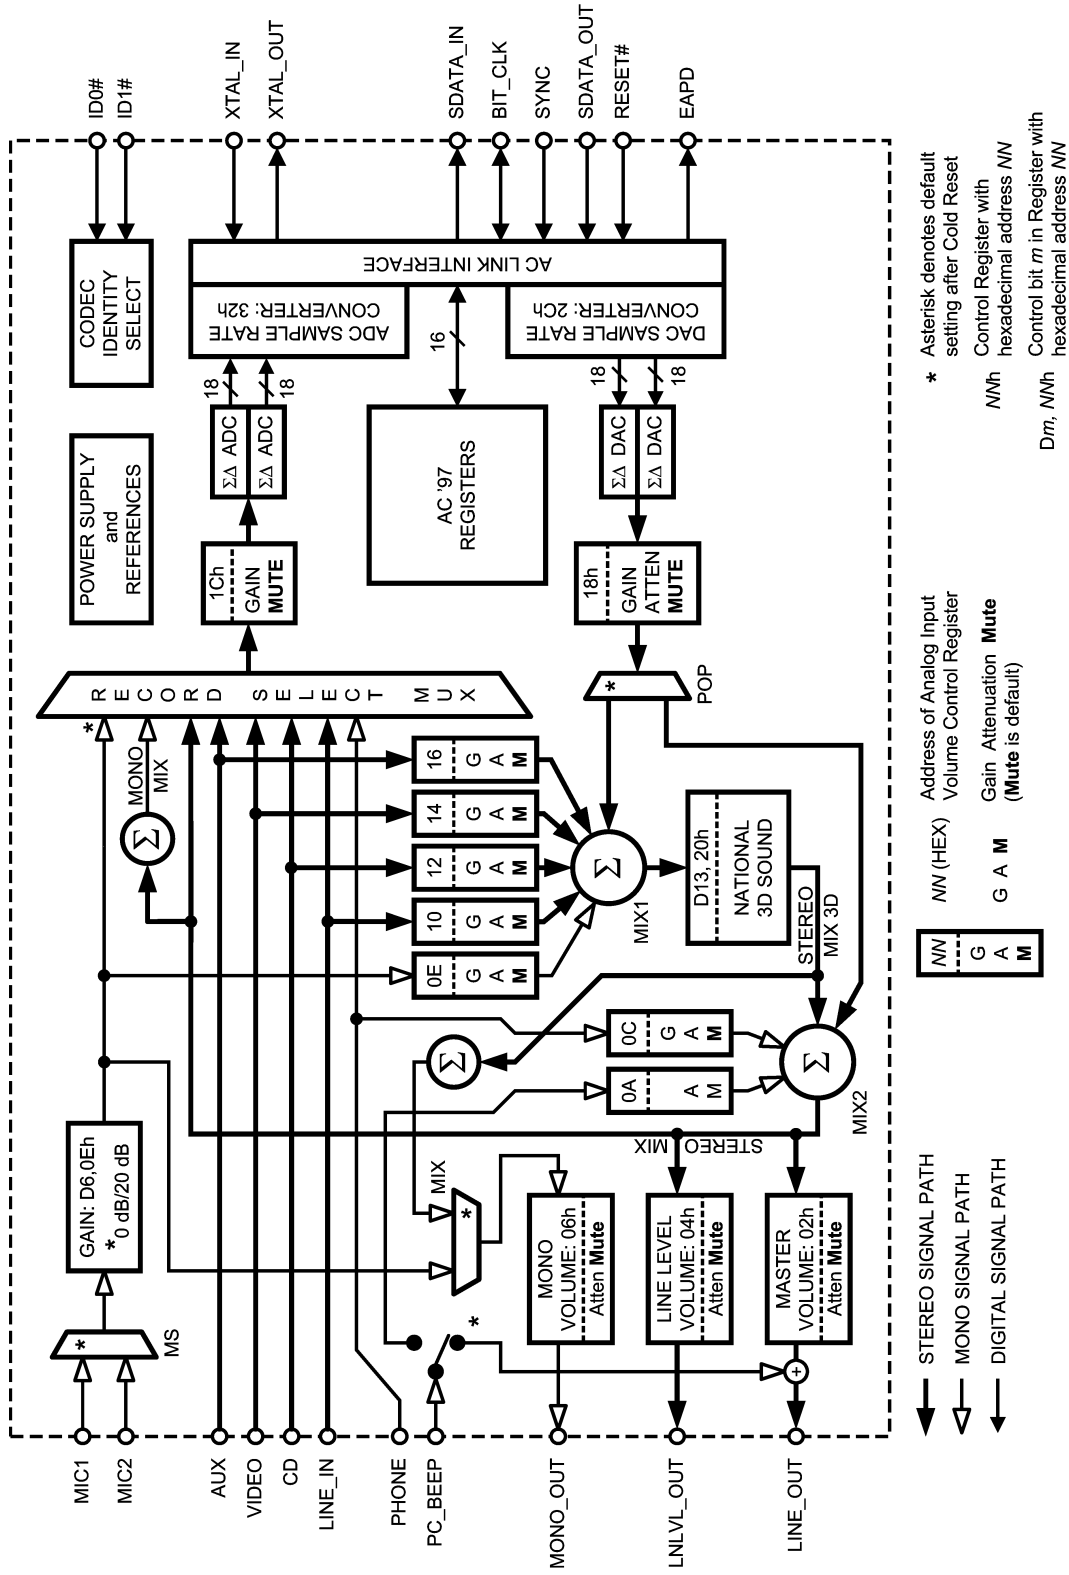 MIC1
MIC2
AUX
VIDEO
CD
LINE_IN
PHONE
PC_BEEP
MONO_OUT
LNLVL_OUT
LINE_OUT
*
MS
GAIN: D6,0Eh
* 0 dB/20 dB
*
MIX
*
MONO
VOLUME: 06h
Atten Mute
LINE LEVEL
VOLUME: 04h
Atten Mute
MASTER
VOLUME: 02h
Atten Mute
+
STEREO
MIX
Σ
0A
A
M
0C
G
A
M
Σ
MIX2
0E
G
A
M
10
G
A
M
12
G
A
M
14
G
A
M
16
G
A
M
Σ
MIX1
MONO
MIX
Σ
*
RECORD SELECT MUX
D13, 20h
NATIONAL
3D SOUND
STEREO
MIX 3D
*
POP
POWER SUPPLY
and
REFERENCES
1Ch
GAIN
MUTE
18h
GAIN
ATTEN
MUTE
ΣΔ ADC
ΣΔ ADC
18
18
AC '97
REGISTERS
16
ΣΔ DAC
ΣΔ DAC
18
18
CODEC
IDENTITY
SELECT
ADC SAMPLE RATE
CONVERTER: 32h
AC LINK INTERFACE
DAC SAMPLE RATE
CONVERTER: 2Ch
ID0#
ID1#
XTAL_IN
XTAL_OUT
SDATA_IN
BIT_CLK
SYNC
SDATA_OUT
RESET#
EAPD
STEREO SIGNAL PATH
MONO SIGNAL PATH
DIGITAL SIGNAL PATH
NN
G
A
M
NN (HEX) Address of Analog Input
Volume Control Register
G A M Gain Attenuation Mute
(Mute is default)
* Asterisk denotes default
setting after Cold Reset
NNh Control Register with
hexadecimal address NN
Dm, NNh Control bit m in Register with
hexadecimal address NN